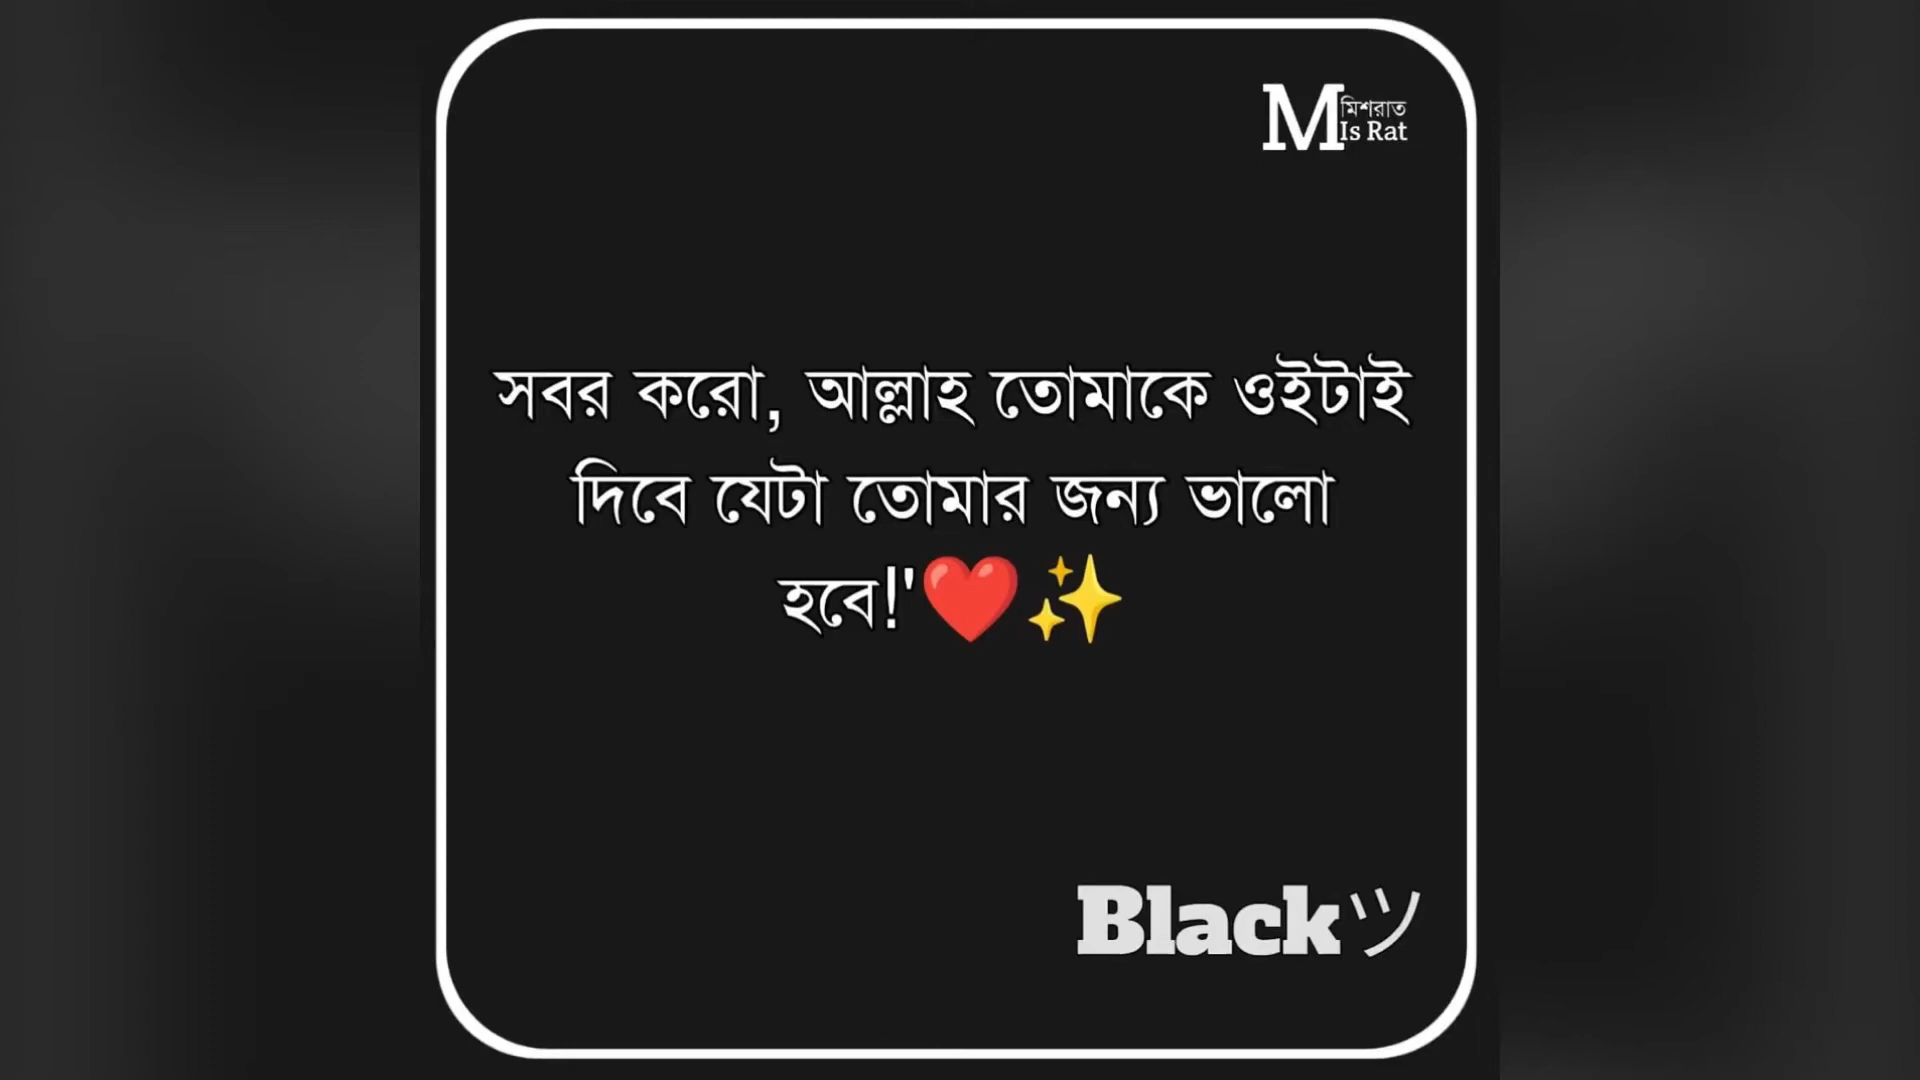 M মিশরাত
Is Rat
সবর করো, আল্লাহ তোমাকে ওইটাই
দিবে যেটা তোমার জন্য ভালো
হবে!'❤️✨
Blackツ